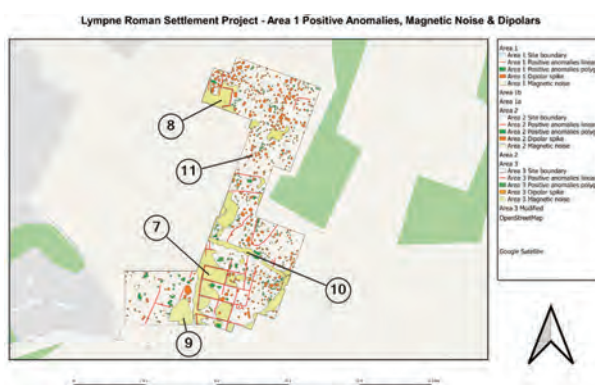 Lympne Roman Settlement Project - Area 1 Positive Anomalies, Magnetic Noise & Dipolars
8
11
7
10
9
Area 1
Area 1 Site boundary
Area 1 Positive anomalies linear
Area 1 Positive anomalies polyg
Area 1 Dipolar spike
Area 1 Magnetic noise
Area 1b
Area 1a
Area 2
Area 2 Site boundary
Area 2 Positive anomalies linear
Area 2 Positive anomalies polyg
Area 2 Dipolar spike
Area 2 Magnetic noise
Area 2
Area 3
Area 3 Site boundary
Area 3 Positive anomalies linear
Area 3 Positive anomalies polyg
Area 3 Dipolar spike
Area 3 Magnetic noise
Area 3 Modified
OpenStreetMap
Google Satellite